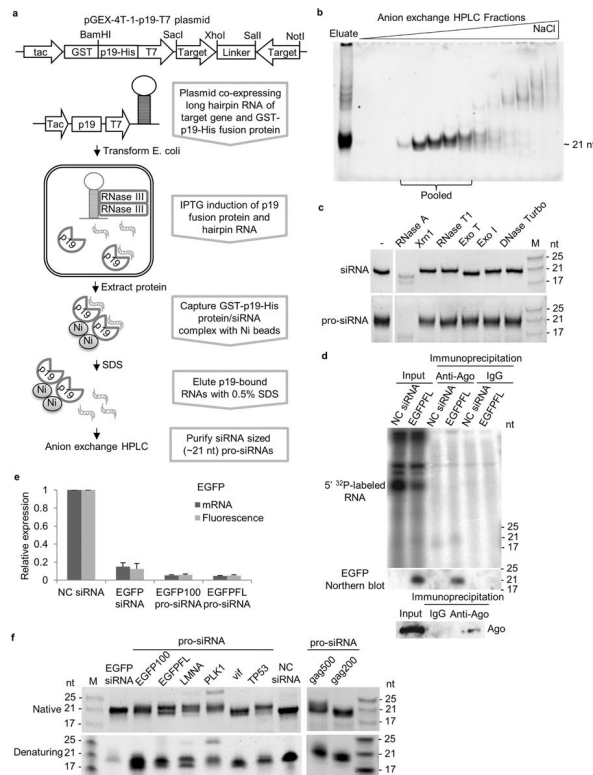 a
pGEX-4T-1-p19-T7 plasmid
BamHI SacI XhoI SalI NotI
tac GST p19-His T7 Target Linker Target
Tac p19 T7
Plasmid co-expressing
long hairpin RNA of
target gene and GST-
p19-His fusion protein
Transform E. coli
RNase III
RNase III
p19
p19
IPTG induction of p19
fusion protein and
hairpin RNA
Extract protein
p19
p19
Ni
Ni
Capture GST-p19-His
protein/siRNA
complex with Ni beads
SDS
p19
p19
Ni
Ni
Elute p19-bound
RNAs with 0.5% SDS
Anion exchange HPLC
Purify siRNA sized
(~21 nt) pro-siRNAs
b
Anion exchange HPLC Fractions
Eluate NaCl
~ 21 nt
Pooled
c
- RNase A Xrn1 RNase T1 Exo T Exo I DNase Turbo M nt
siRNA
25
21
17
pro-siRNA
25
21
17
d
Immunoprecipitation
Input Anti-Ago IgG
NC siRNA EGFPFL NC siRNA EGFPFL NC siRNA EGFPFL
nt
5' 32P-labeled
RNA
25
21
17
EGFP
Northern blot
25
21
17
Immunoprecipitation
Input IgG Anti-Ago
Ago
e
EGFP
mRNA
Fluorescence
Relative expression
1
0.8
0.6
0.4
0.2
0
NC siRNA EGFP siRNA EGFP100 pro-siRNA EGFPFL pro-siRNA
f
pro-siRNA pro-siRNA
nt M EGFP siRNA EGFP100 EGFPFL LMNA PLK1 vif TP53 NC siRNA gag500 gag200 nt
Native
25
21
17
25
21
17
Denaturing
25
21
17
25
21
17